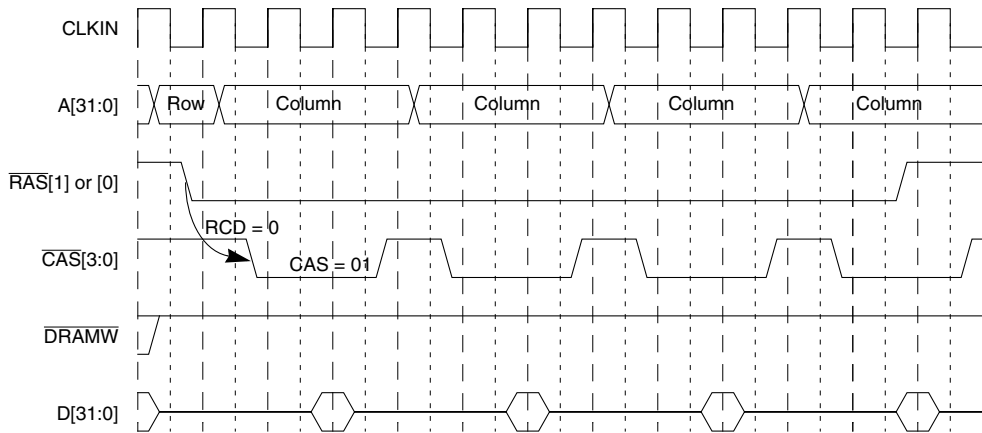 CLKIN
A[31:0]
Row
Column
Column
Column
Column
RAS[1] or [0]
RCD = 0
CAS[3:0]
CAS = 01
DRAMW
D[31:0]